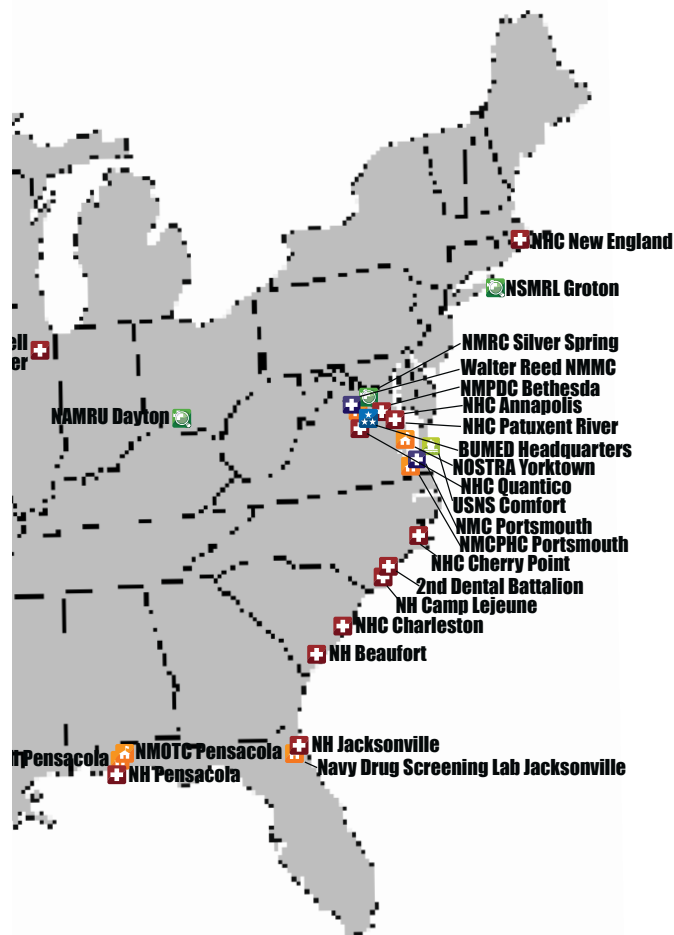 NHC New England
NSMRL Groton
ell
er
NMRC Silver Spring
Walter Reed NMMC
NMPDC Bethesda
NHC Annapolis
NAMRU Dayton
NHC Patuxent River
BUMED Headquarters
NOSTRA Yorktown
NHC Quantico
USNS Comfort
NMC Portsmouth
NMCPHC Portsmouth
NHC Cherry Point
2nd Dental Battalion
NH Camp Lejeune
NHC Charleston
NH Beaufort
NH Jacksonville
NMOTC Pensacola
Pensacola
Navy Drug Screening Lab Jacksonville
NH Pensacola